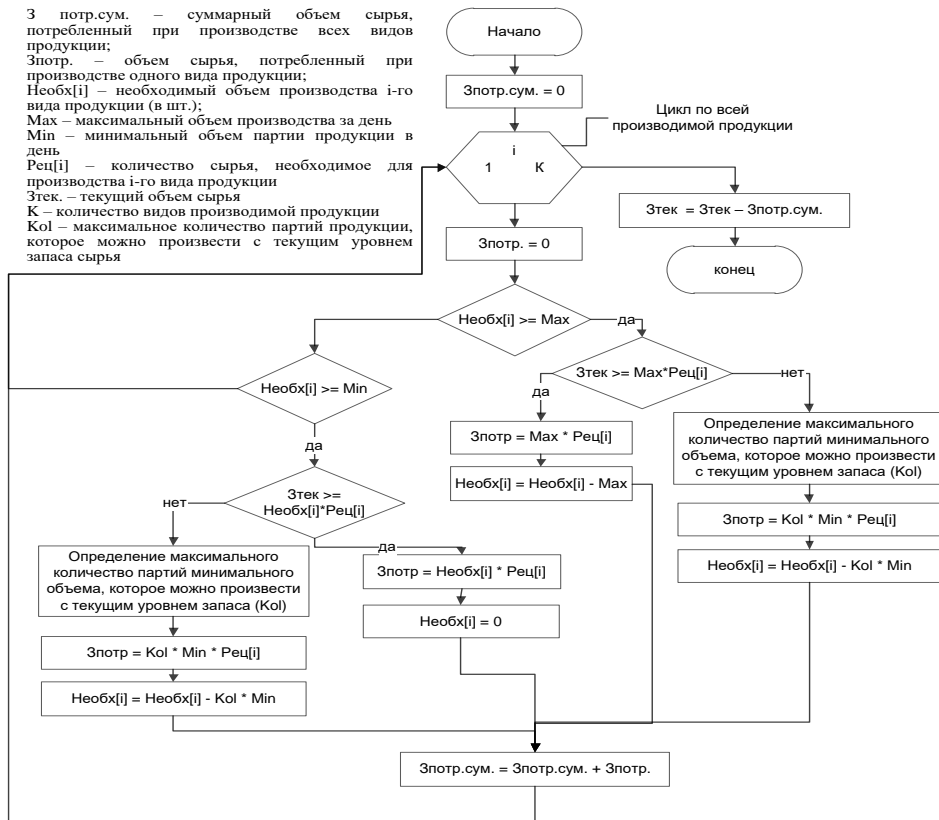 З потр.сум. – суммарный объем сырья,
потребленный при производстве всех видов
продукции;
Зпотр. – объем сырья, потребленный при
производстве одного вида продукции;
Необх[i] – необходимый объем производства i-го
вида продукции (в шт.);
Max – максимальный объем производства за день
Min – минимальный объем партии продукции в
день
Рец[i] – количество сырья, необходимое для
производства i-го вида продукции
Зтек. – текущий объем сырья
К – количество видов производимой продукции
Kol – максимальное количество партий продукции,
которое можно произвести с текущим уровнем
запаса сырья
Начало
Зпотр.сум. = 0
Цикл по всей
производимой продукции
i
1 К
Зтек = Зтек – Зпотр.сум.
конец
Зпотр. = 0
Необх[i] >= Max
да
Необх[i] >= Min
Зтек >= Max*Рец[i]
да
нет
да
Зпотр = Max * Рец[i]
Необх[i] = Необх[i] - Max
Определение максимального
количество партий минимального
объема, которое можно произвести
с текущим уровнем запаса (Kol)
Зпотр = Kol * Min * Рец[i]
Необх[i] = Необх[i] - Kol * Min
Зтек >=
Необх[i]*Рец[i]
нет
да
Определение максимального
количество партий минимального
объема, которое можно произвести
с текущим уровнем запаса (Kol)
Зпотр = Kol * Min * Рец[i]
Необх[i] = Необх[i] - Kol * Min
Зпотр = Необх[i] * Рец[i]
Необх[i] = 0
Зпотр.сум. = Зпотр.сум. + Зпотр.